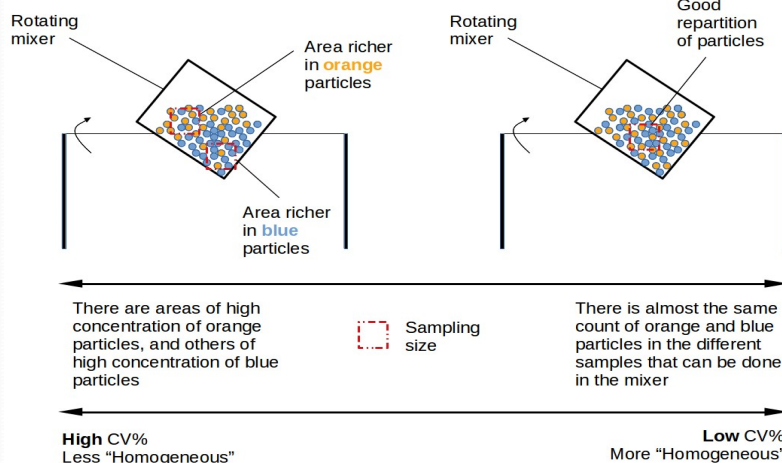 Rotating
mixer
Area richer
in orange
particles
Area richer
in blue
particles
Rotating
mixer
Good
repartition
of particles
There are areas of high
concentration of orange
particles, and others of
high concentration of blue
particles
Sampling
size
There is almost the same
count of orange and blue
particles in the different
samples that can be done
in the mixer
High CV%
Less “Homogeneous”
Low CV%
More “Homogeneous”